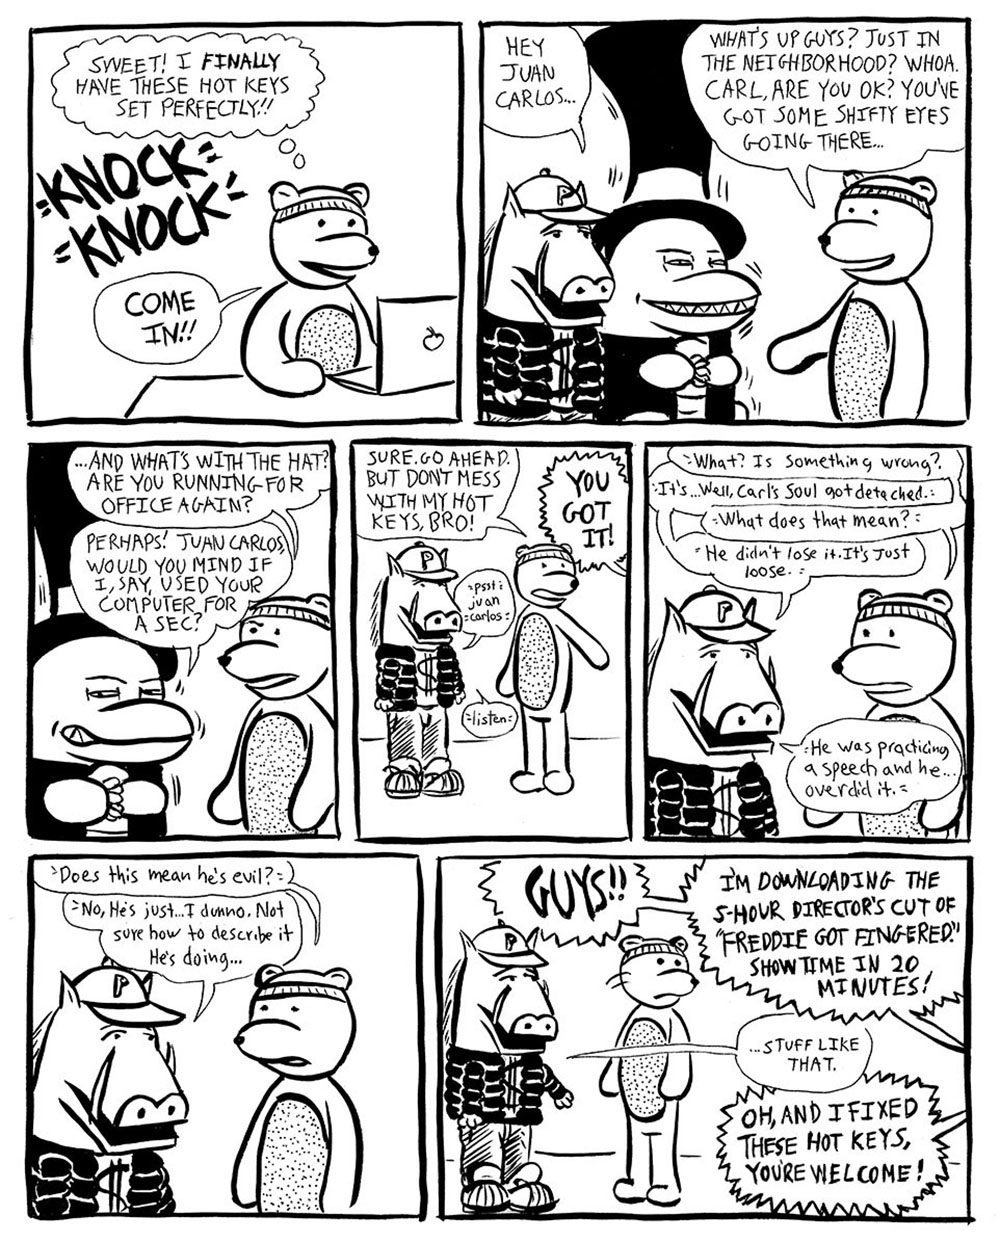 SWEET! I FINALLY
HAVE THESE HOT KEYS
SET PERFECTLY!!
KNOCK
KNOCK
COME
IN!!
HEY
JUAN
CARLOS...
WHAT'S UP GUYS? JUST IN
THE NEIGHBORHOOD? WHOA.
CARL, ARE YOU OK? YOU'VE
GOT SOME SHIFTY EYES
GOING THERE...
P
...AND WHAT'S WITH THE HAT?
ARE YOU RUNNING FOR
OFFICE AGAIN?
PERHAPS! JUAN CARLOS,
WOULD YOU MIND IF
I, SAY, USED YOUR
COMPUTER FOR
A SEC?
SURE. GO AHEAD.
BUT DON'T MESS
WITH MY HOT
KEYS, BRO!
YOU
GOT
IT!
P
psst
juan
carlos
listen
$
What? Is something wrong?
It's...Well, Carl's Soul got detached.
What does that mean?
He didn't lose it. It's Just
loose.
P
He was practicing
a speech and he...
overdid it.
Does this mean he's evil?
No, He's just...I dunno. Not
sure how to describe it
He's doing...
P
GUYS!!
I'M DOWNLOADING THE
5-HOUR DIRECTOR'S CUT OF
"FREDDIE GOT FINGERED."
SHOWTIME IN 20
MINUTES!
P
...STUFF LIKE
THAT.
$
OH, AND I FIXED
THESE HOT KEYS,
YOU'RE WELCOME!